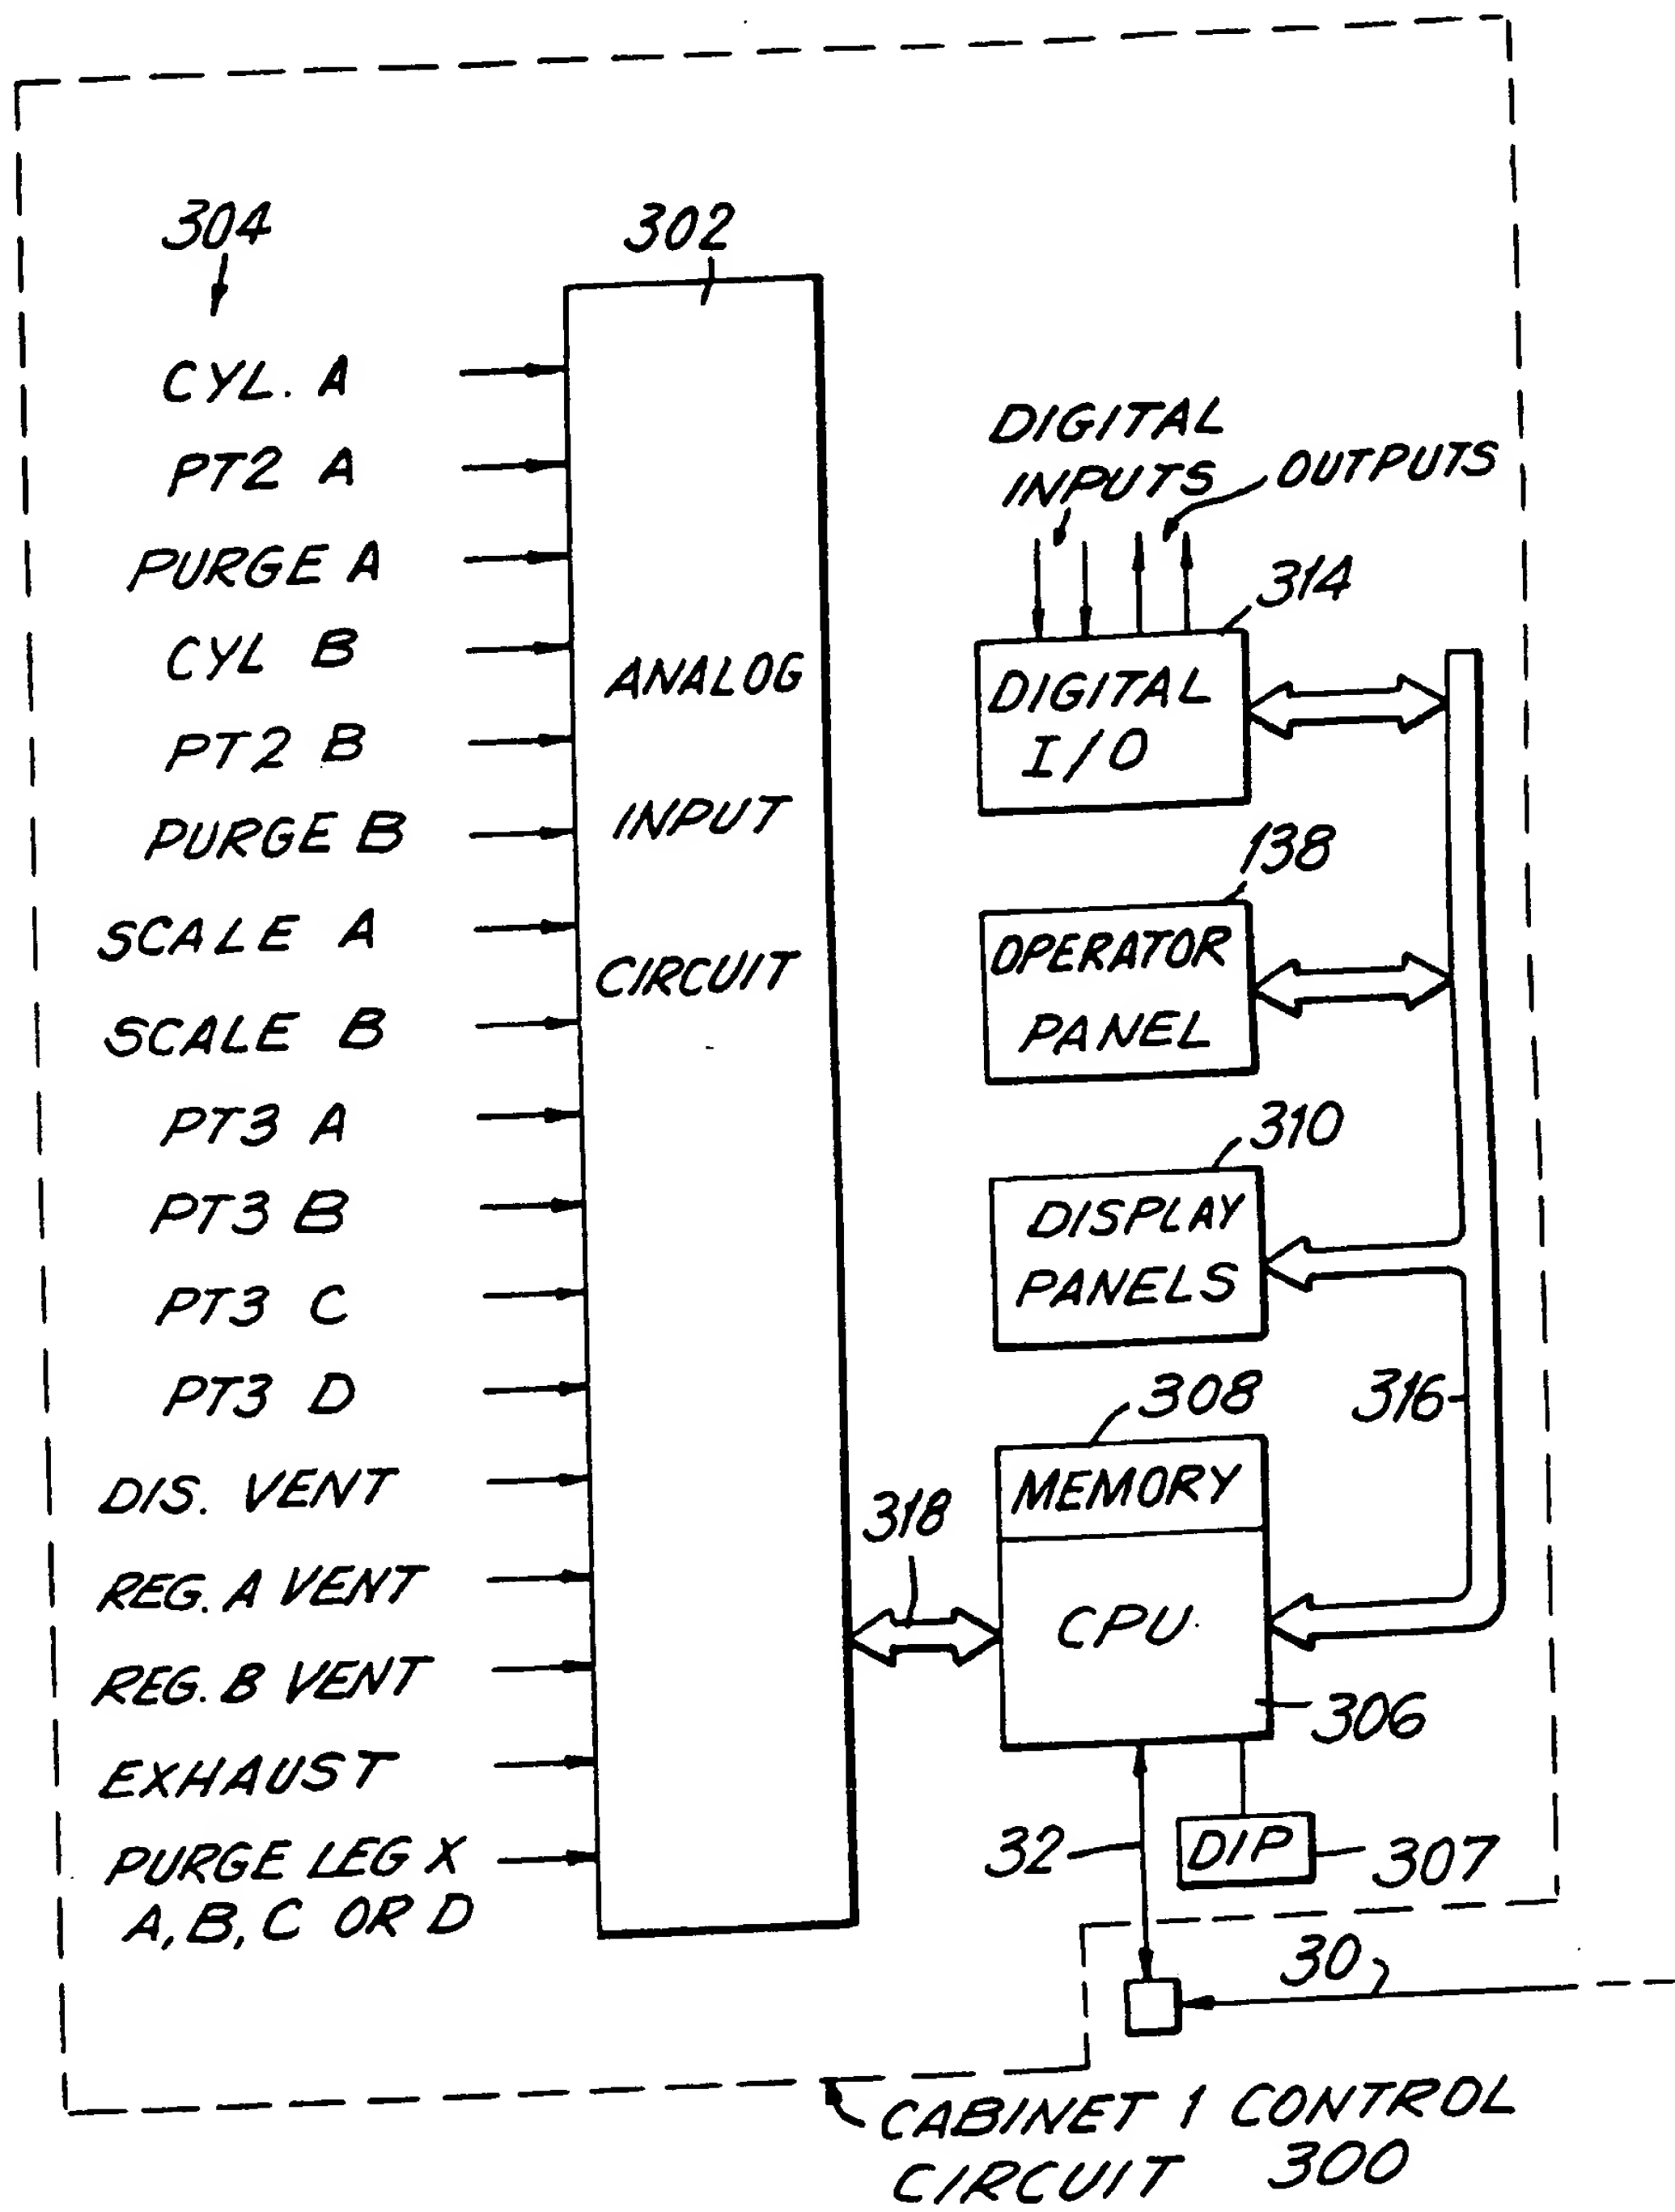 304
302
CYL. A
PT2 A
PURGE A
CYL B
PT2 B
PURGE B
SCALE A
SCALE B
PT3 A
PT3 B
PT3 C
PT3 D
DIS. VENT
REG. A VENT
REG. B VENT
EXHAUST
PURGE LEG X
A, B, C OR D
ANALOG
INPUT
CIRCUIT
DIGITAL
INPUTS
OUTPUTS
314
DIGITAL
I/O
138
OPERATOR
PANEL
310
DISPLAY
PANELS
316
308
MEMORY
318
CPU
306
32
DIP
307
30
CABINET 1 CONTROL
CIRCUIT 300